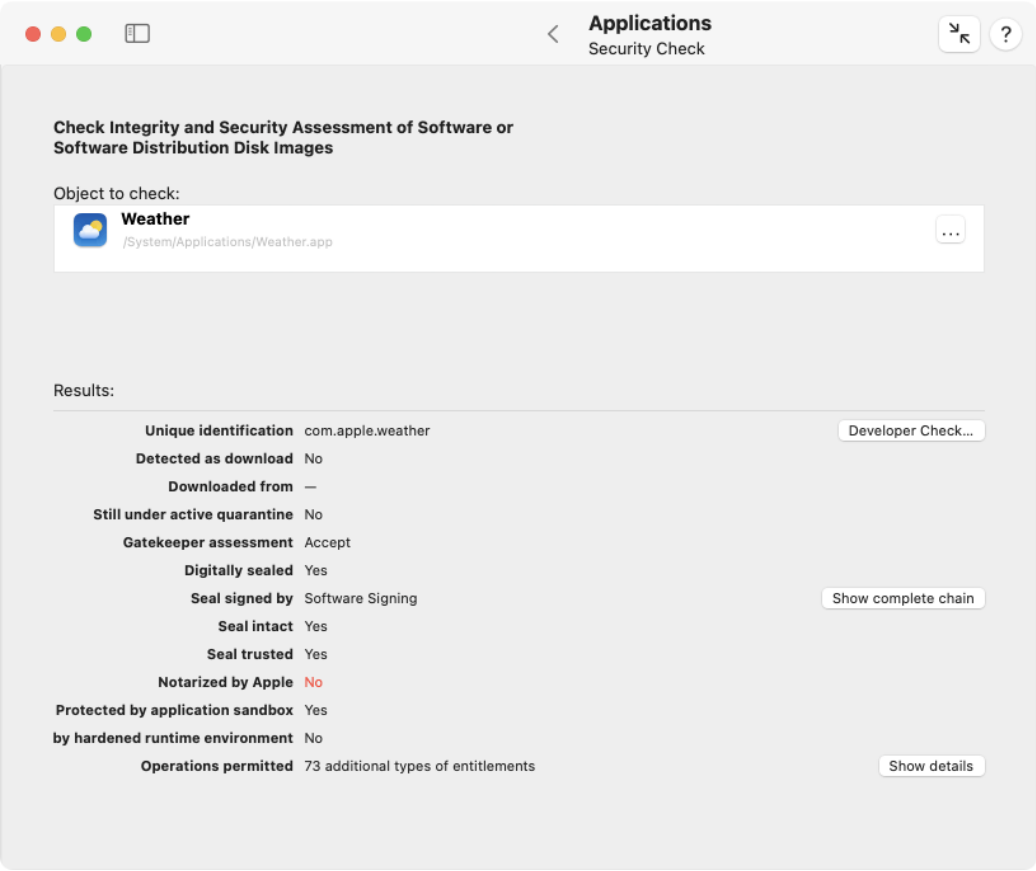 Applications
Security Check
?
Check Integrity and Security Assessment of Software or
Software Distribution Disk Images
Object to check:
Weather
/System/Applications/Weather.app
...
Results:
Unique identification com.apple.weather Developer Check...
Detected as download No
Downloaded from —
Still under active quarantine No
Gatekeeper assessment Accept
Digitally sealed Yes
Seal signed by Software Signing Show complete chain
Seal intact Yes
Seal trusted Yes
Notarized by Apple No
Protected by application sandbox Yes
by hardened runtime environment No
Operations permitted 73 additional types of entitlements Show details